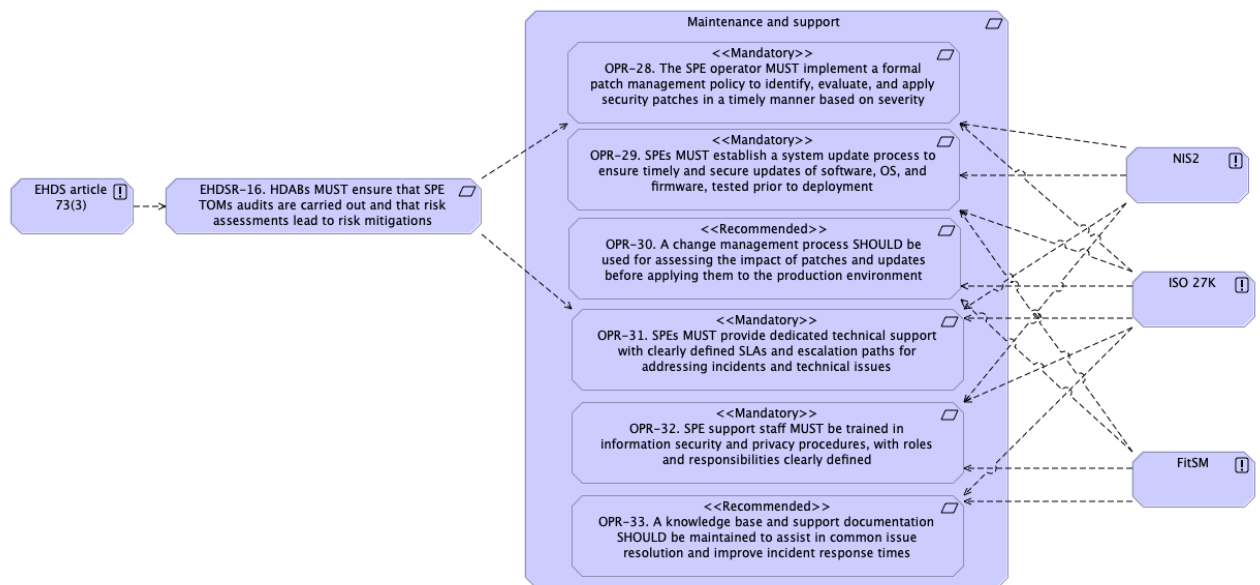 Maintenance and support
<<Mandatory>>
OPR-28. The SPE operator MUST implement a formal
patch management policy to identify, evaluate, and apply
security patches in a timely manner based on severity
<<Mandatory>>
OPR-29. SPEs MUST establish a system update process to
ensure timely and secure updates of software, OS, and
firmware, tested prior to deployment
<<Recommended>>
OPR-30. A change management process SHOULD be
used for assessing the impact of patches and updates
before applying them to the production environment
<<Mandatory>>
OPR-31. SPEs MUST provide dedicated technical support
with clearly defined SLAs and escalation paths for
addressing incidents and technical issues
<<Mandatory>>
OPR-32. SPE support staff MUST be trained in
information security and privacy procedures, with roles
and responsibilities clearly defined
<<Recommended>>
OPR-33. A knowledge base and support documentation
SHOULD be maintained to assist in common issue
resolution and improve incident response times
EHDS article
73(3)
EHDSR-16. HDABs MUST ensure that SPE
TOMs audits are carried out and that risk
assessments lead to risk mitigations
NIS2
ISO 27K
FitSM